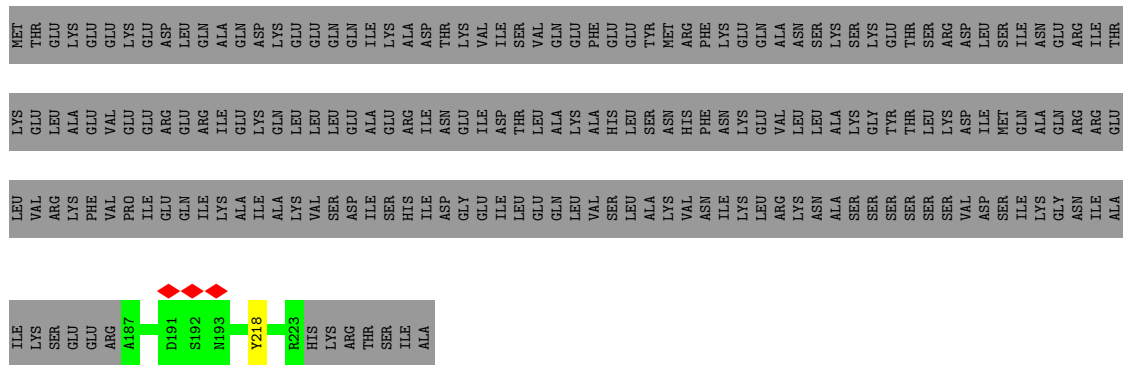 MET THR GLU LYS GLU GLU LYS GLU ASP LEU GLN ALA GLN ASP LYS GLU GLU GLN GLN ILE LYS ALA ASP THR LYS VAL ILE SER VAL GLN GLU PHE GLU GLU TYR MET ARG PHE LYS GLU GLN ALA ASN SER LYS SER LYS GLU THR SER ARG ASP LEU SER ILE ASN GLU ARG ILE THR
LYS GLU LEU ALA GLU VAL GLU GLU ARG GLU ARG ILE GLU LYS GLN LEU LEU LEU GLU ALA GLU ARG ILE ASN GLU ILE ASP THR LEU ALA LYS ALA HIS LEU SER ASN HIS PHE ASN LYS GLU VAL LEU LEU ALA LYS GLY TYR THR LEU LYS ASP ILE MET GLN ALA GLN ARG ARG GLU
LEU VAL ARG LYS PHE VAL PRO ILE GLU GLN ILE LYS ALA ILE ALA LYS VAL SER ASP ILE SER HIS ILE ASP GLY GLU ILE LEU GLU GLN LEU VAL SER LEU ALA LYS VAL ASN ILE LYS LEU ARG LYS ASN ALA SER SER SER SER SER SER VAL ASP SER ILE LYS GLY ASN ILE ALA
ILE LYS SER GLU GLU ARG A187 D191 S192 N193 Y218 R223 HIS LYS ARG THR SER ILE ALA